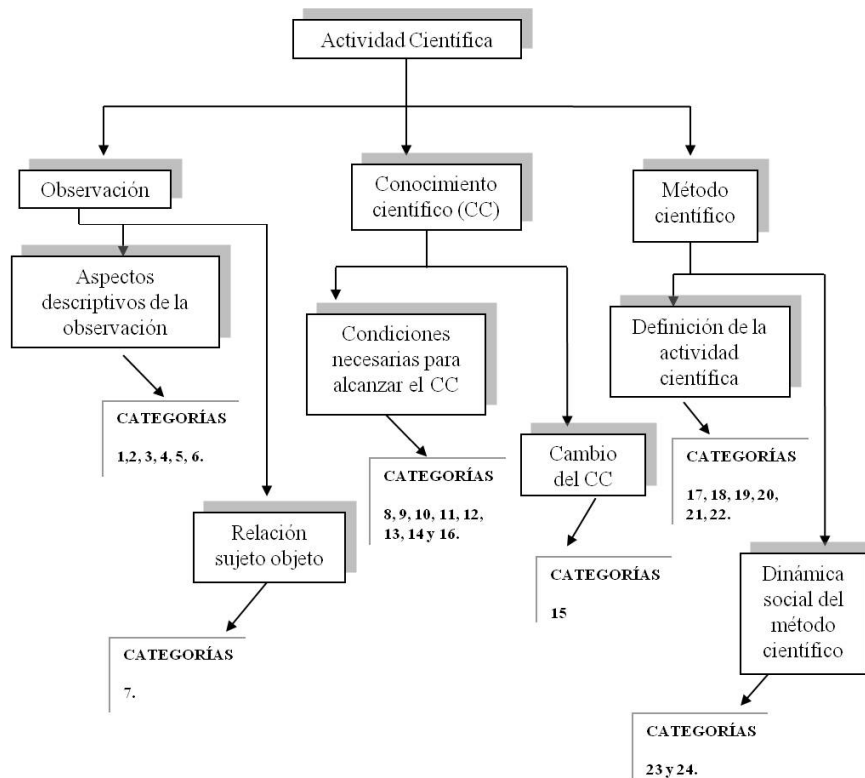 Actividad Científica
Observación
Conocimiento
científico (CC)
Método
científico
Aspectos
descriptivos de la
observación
Condiciones
necesarias para
alcanzar el CC
Definición de la
actividad
científica
CATEGORÍAS
1,2, 3, 4, 5, 6.
CATEGORÍAS
8, 9, 10, 11, 12,
13, 14 y 16.
Cambio
del CC
CATEGORÍAS
17, 18, 19, 20,
21, 22.
Relación
sujeto objeto
CATEGORÍAS
15
Dinámica
social del
método
científico
CATEGORÍAS
7.
CATEGORÍAS
23 y 24.